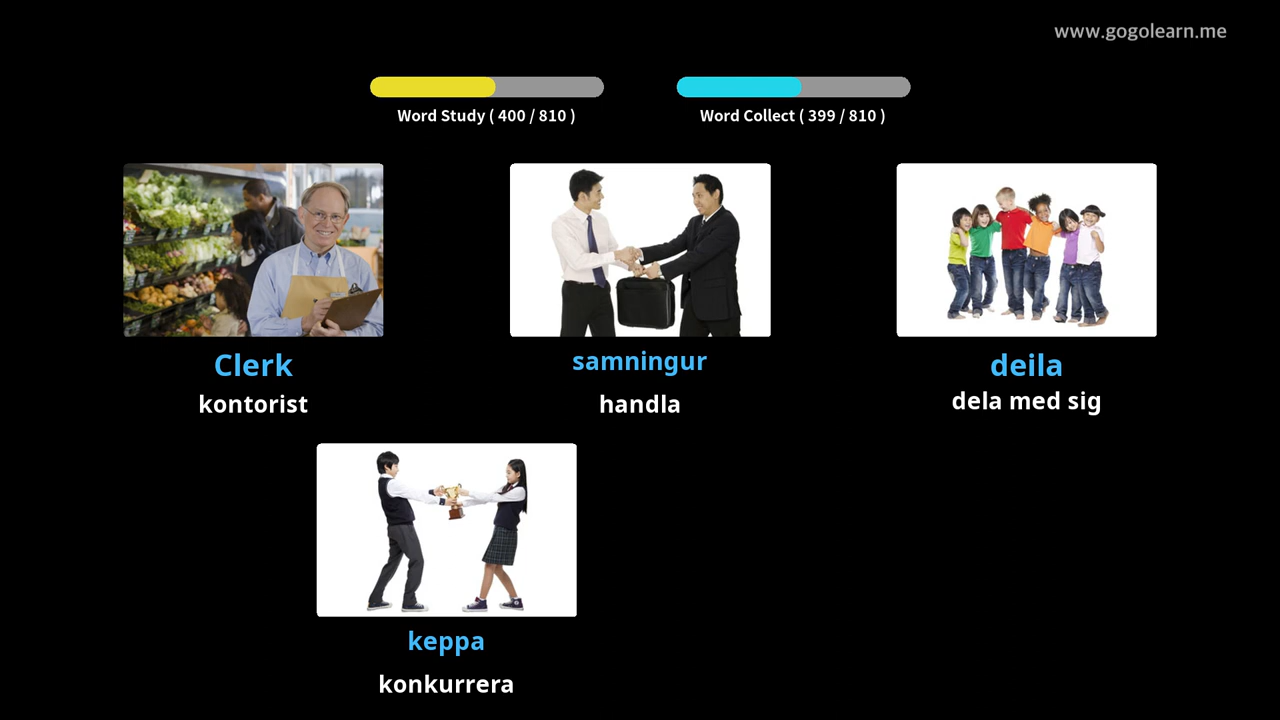 www.gogolearn.me
Word Study ( 400 / 810 )
Word Collect ( 399 / 810 )
Clerk
kontorist
samningur
handla
deila
dela med sig
keppa
konkurrera